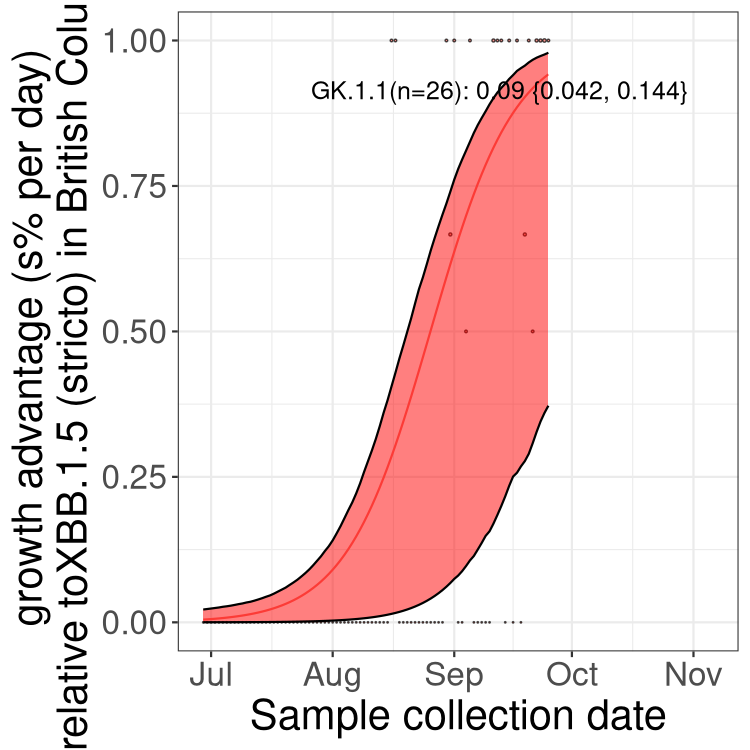 growth advantage (s% per day)
relative toXBB.1.5 (stricto) in British Colu
1.00
0.75
0.50
0.25
0.00
GK.1.1(n=26): 0.09 {0.042, 0.144}
Jul Aug Sep Oct Nov
Sample collection date